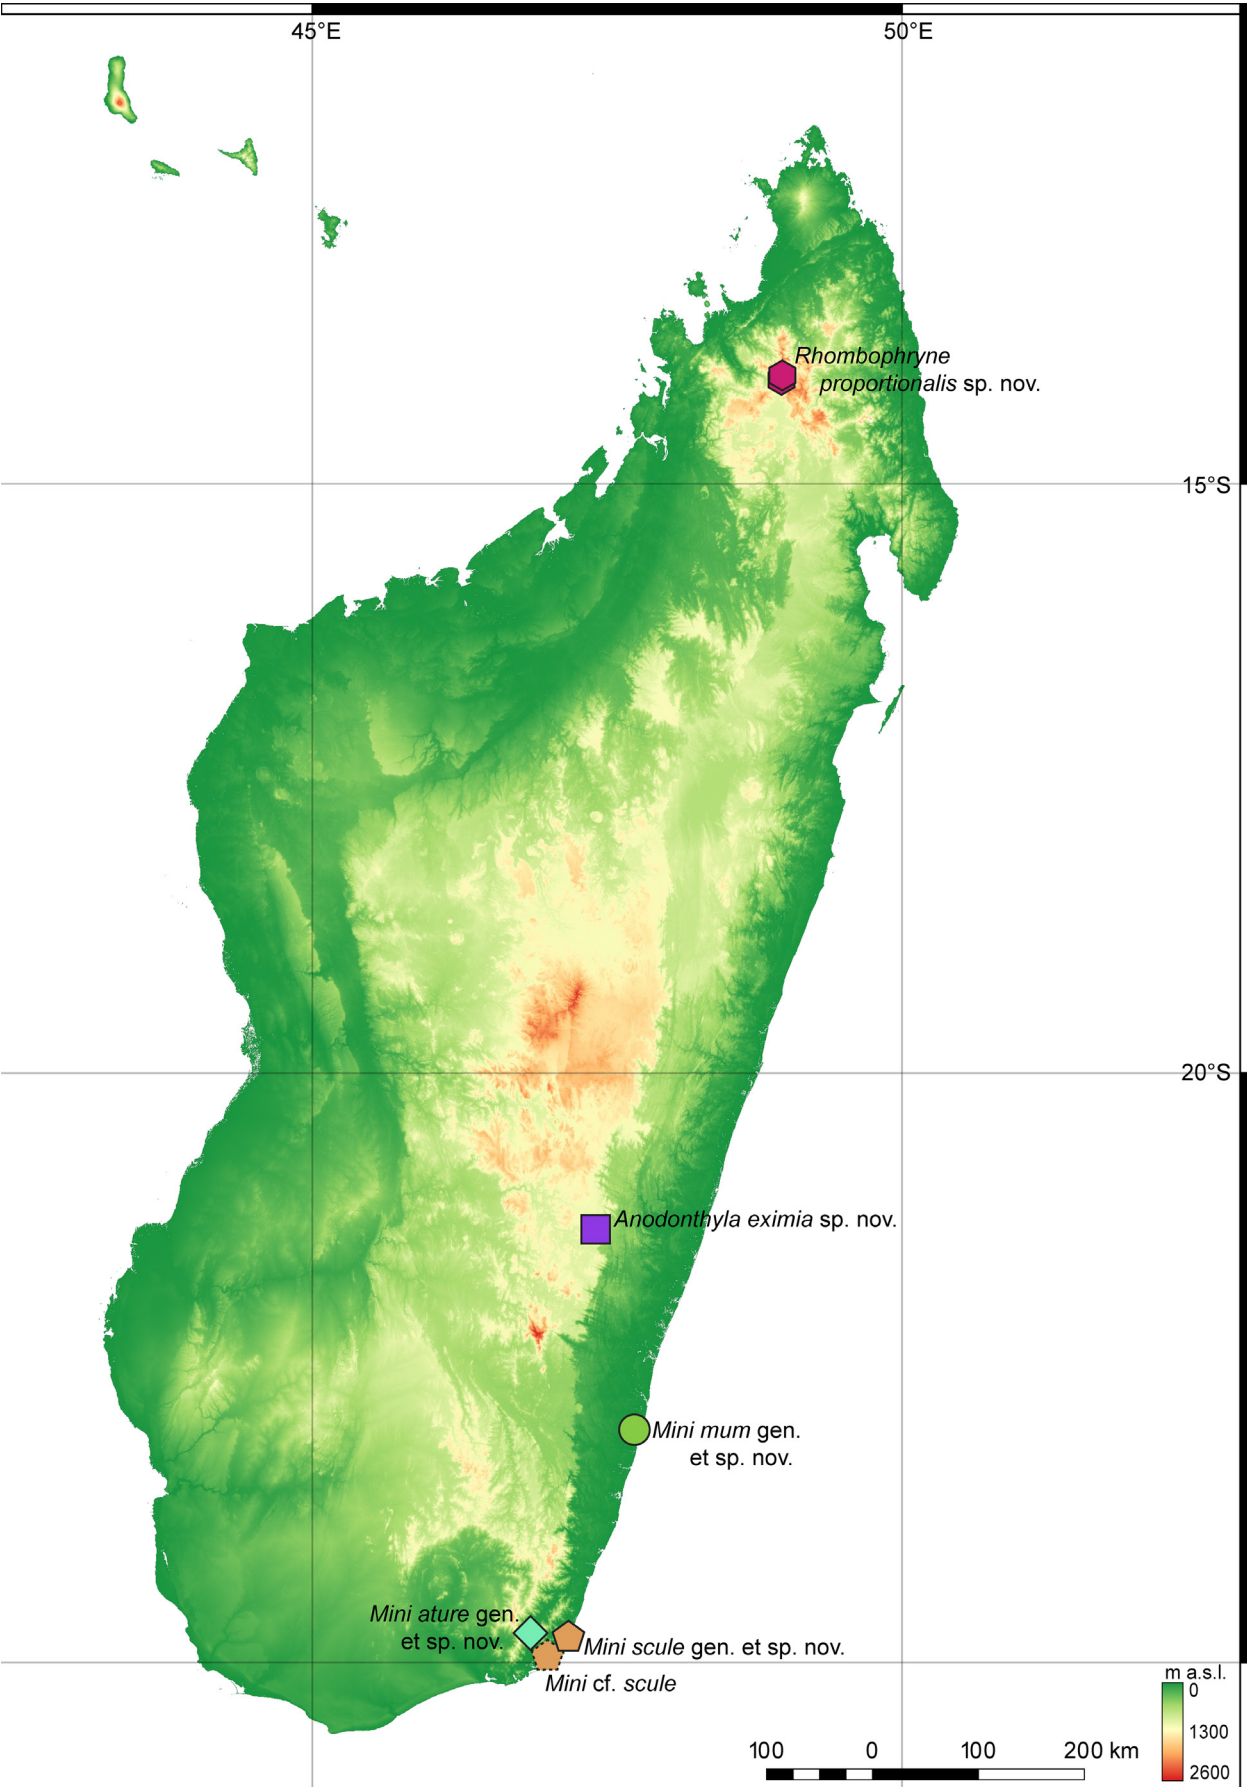 45°E
50°E
Rhombophryne
proportionalis sp. nov.
15°S
20°S
Anodonthyla eximia sp. nov.
Mini mum gen.
et sp. nov.
Mini ature gen.
et sp. nov.
Mini scule gen. et sp. nov.
Mini cf. scule
m a.s.l.
0
1300
2600
100 0 100 200 km